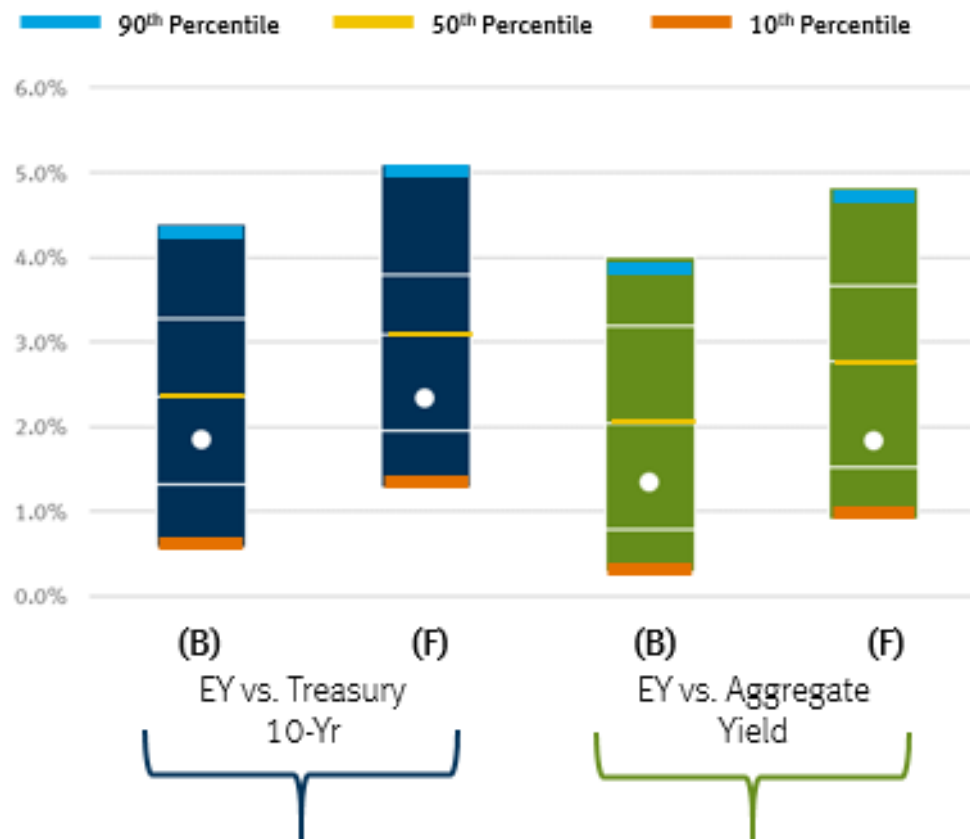 90th Percentile 50th Percentile 10th Percentile
6.0%
5.0%
4.0%
3.0%
2.0%
1.0%
0.0%
(B) (F) (B) (F)
EY vs. Treasury
10-Yr
EY vs. Aggregate
Yield